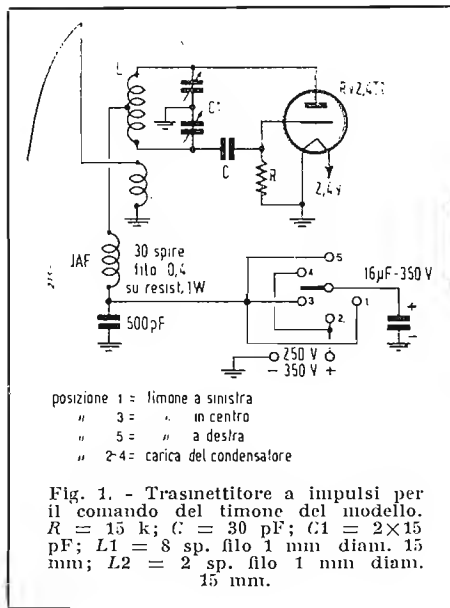 L
C1
RV2,4T1
C
R
2,4V
JAF
30 spire
filo 0,4
su resist. 1W
500pF
5
4
3
1
2
16µF-350V
+
-
250 V
- 350 V +
posizione 1 = timone a sinistra
" 3 = " in centro
" 5 = " a destra
" 2-4 = carica del condensatore
Fig. 1. - Trasmettitore a impulsi per
il comando del timone del modello.
R = 15 k; C = 30 pF; C1 = 2×15
pF; L1 = 8 sp. filo 1 mm diam. 15
mm; L2 = 2 sp. filo 1 mm diam.
15 mm.